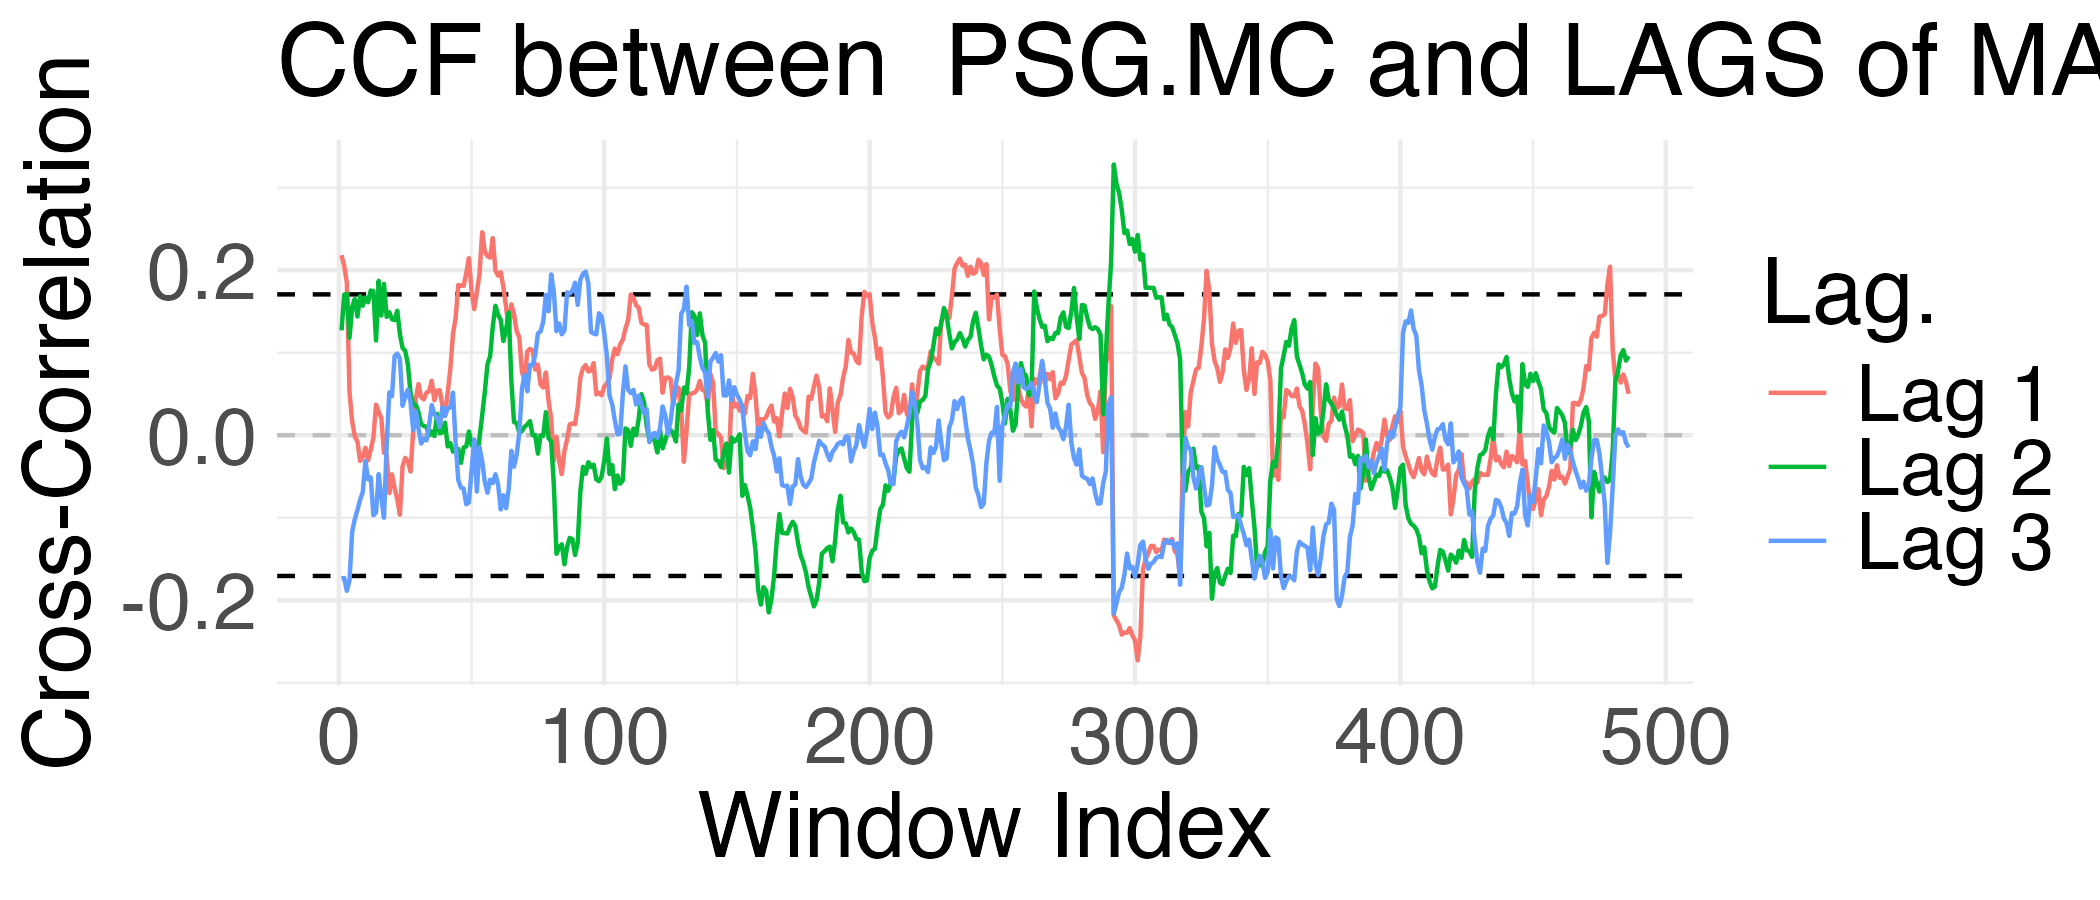 CCF between PSG.MC and LAGS of MA
Cross-Correlation
0.2
0.0
-0.2
0
100
200
300
400
500
Window Index
Lag.
Lag 1
Lag 2
Lag 3